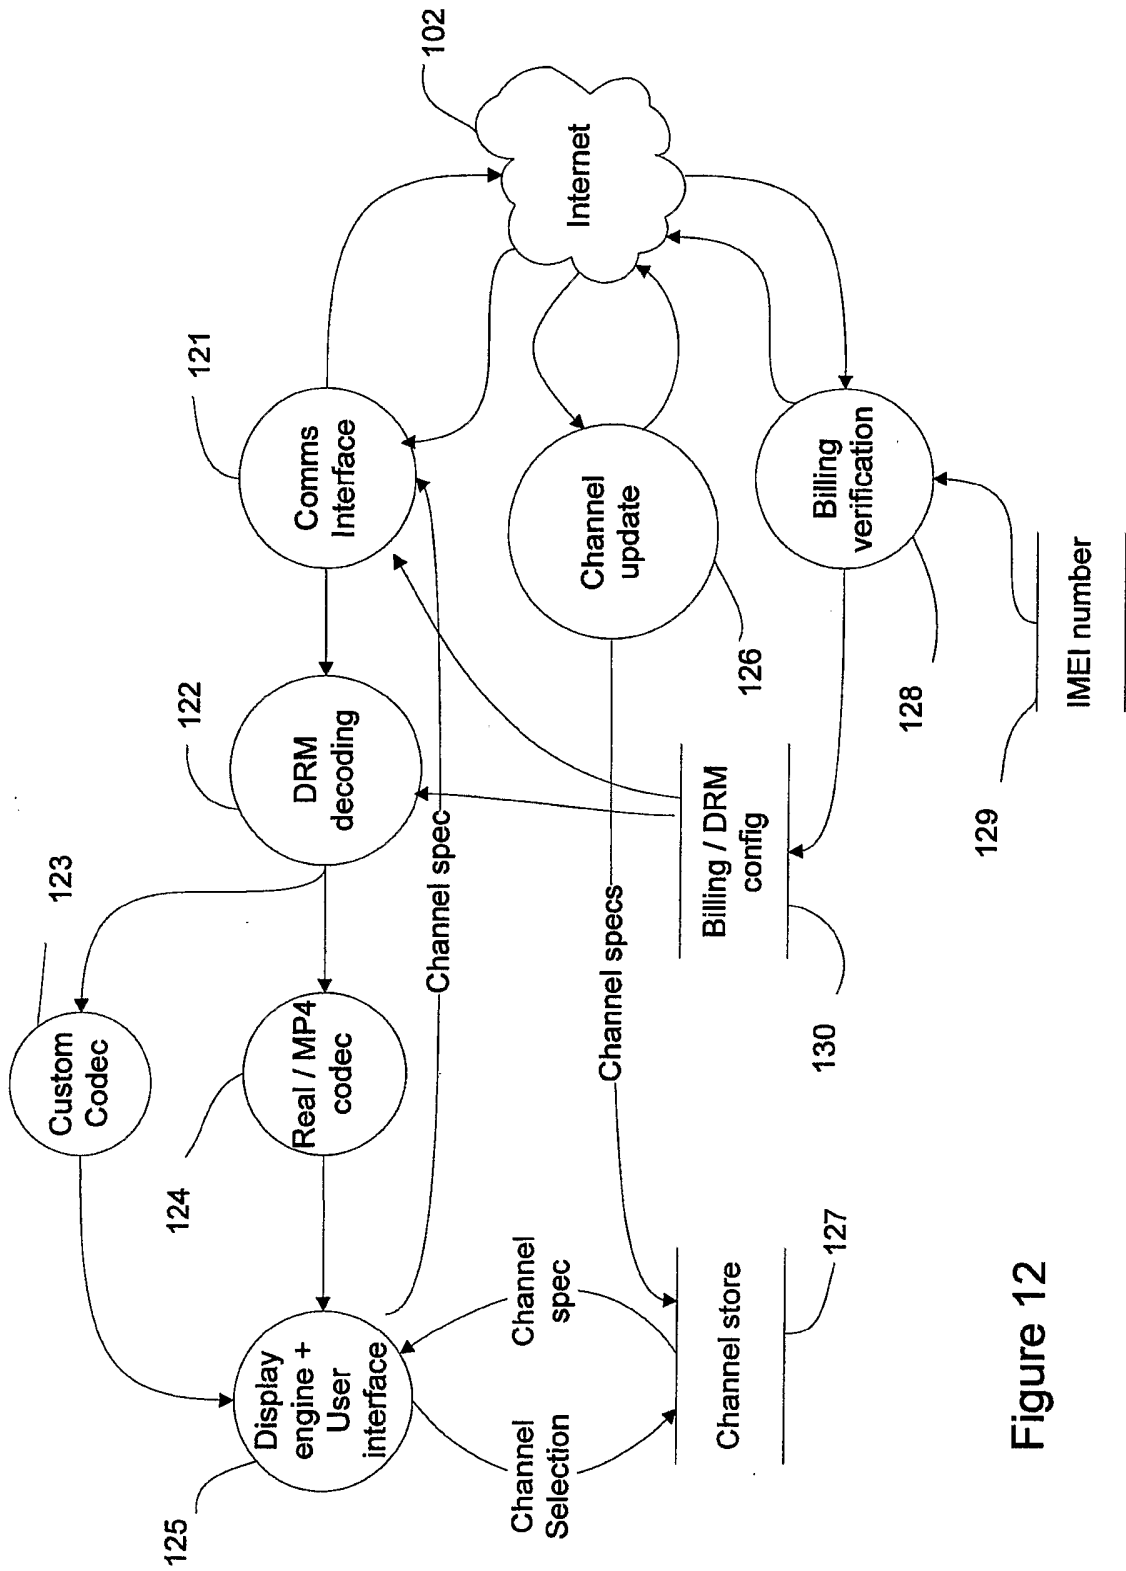 123
Custom
Codec
122
121
102
DRM
decoding
Comms
Interface
124
Real / MP4
codec
125
Display
engine +
User
interface
Channel spec
Internet
Channel
Selection
Channel
spec
Channel specs
Channel
update
126
Channel store
127
Billing / DRM
config
130
Billing
verification
128
129
IMEI number
Figure 12